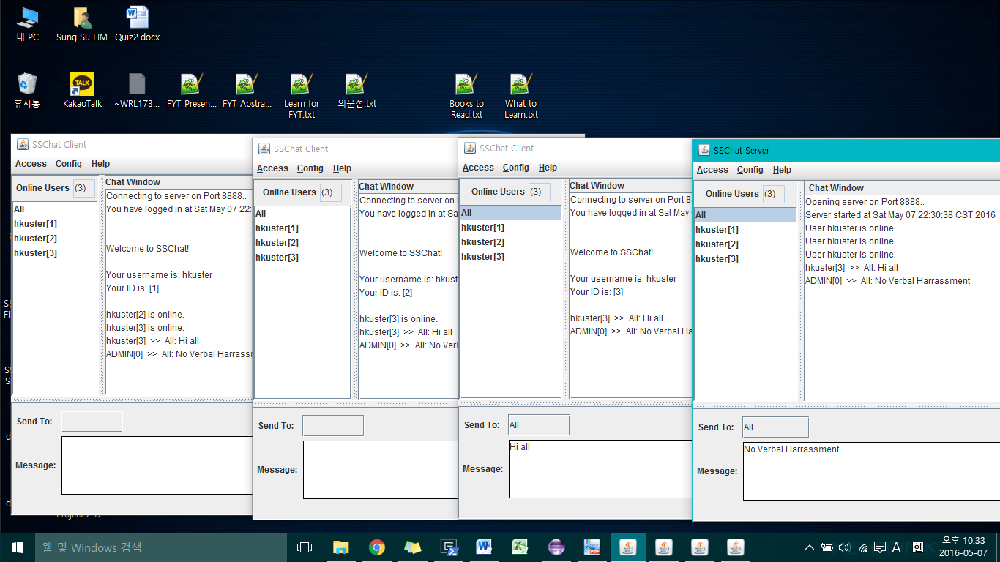 내 PC
Sung Su LIM
Quiz2.docx
휴지통
KakaoTalk
~WRL173...
FYT_Presen...
FYT_Abstra...
Learn for
FYT.txt
의문점.txt
Books to
Read.txt
What to
Learn.txt
TALK
SSChat Client
Access Config Help
Online Users (3)
All
hkuster[1]
hkuster[2]
hkuster[3]
Chat Window
Connecting to server on Port 8888..
You have logged in at Sat May 07 22:
Welcome to SSChat!
Your username is: hkuster
Your ID is: [1]
hkuster[2] is online.
hkuster[3] is online.
hkuster[3] >> All: Hi all
ADMIN[0] >> All: No Verbal Harrassm
Send To:
Message:
SSChat Client
Access Config Help
Online Users (3)
All
hkuster[1]
hkuster[2]
hkuster[3]
Chat Window
Connecting to server on
You have logged in at Sa
Welcome to SSChat!
Your username is: hkust
Your ID is: [2]
hkuster[3] is online.
hkuster[3] >> All: Hi all
ADMIN[0] >> All: No Verb
Send To:
Message:
SSChat Client
Access Config Help
Online Users (3)
All
hkuster[1]
hkuster[2]
hkuster[3]
Chat Window
Connecting to server on Port 8
You have logged in at Sat May
Welcome to SSChat!
Your username is: hkuster
Your ID is: [3]
hkuster[3] >> All: Hi all
ADMIN[0] >> All: No Verbal Ha
Send To: All
Message: Hi all
SSChat Server
Access Config Help
Online Users (3)
All
hkuster[1]
hkuster[2]
hkuster[3]
Chat Window
Opening server on Port 8888..
Server started at Sat May 07 22:30:38 CST 2016
User hkuster is online.
User hkuster is online.
User hkuster is online.
hkuster[3] >> All: Hi all
ADMIN[0] >> All: No Verbal Harrassment
Send To: All
Message: No Verbal Harrassment
웹 및 Windows 검색
A 한
오후 10:33
2016-05-07